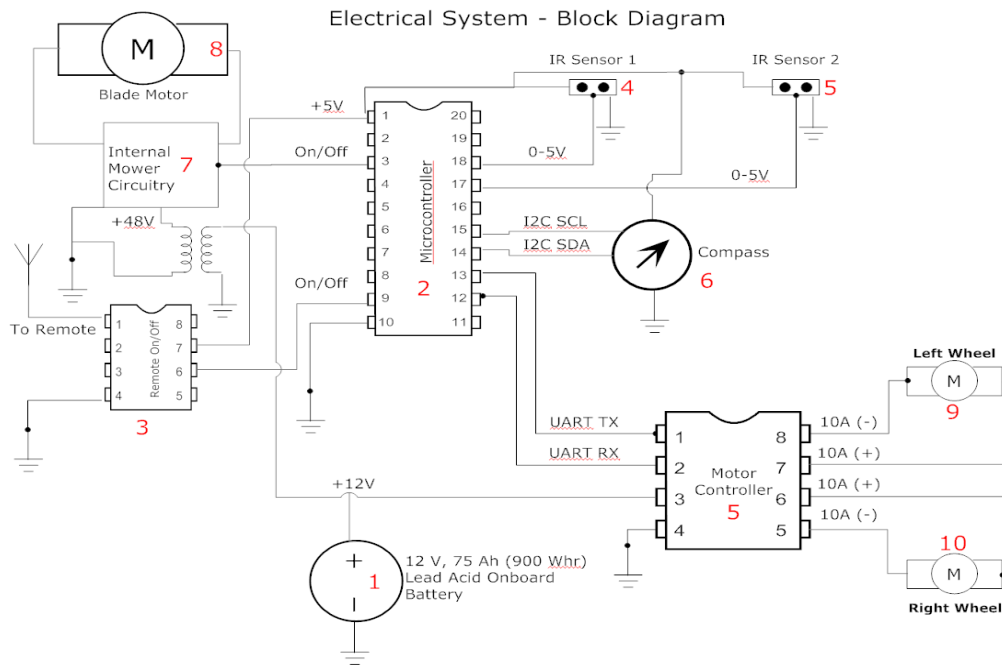 Electrical System - Block Diagram
M
8
Blade Motor
IR Sensor 1
4
IR Sensor 2
5
+5V
Internal
Mower
Circuitry
7
On/Off
+48V
1
2
3
4
5
6
7
8
9
10
Microcontroller
2
20
19
18
17
16
15
14
13
12
11
0-5V
0-5V
I2C SCL
I2C SDA
Compass
6
On/Off
To Remote
1
2
3
4
Remote On/Off
8
7
6
5
3
Left Wheel
M
9
UART TX
UART RX
+12V
1
2
3
4
Motor
Controller
5
8
7
6
5
10A (-)
10A (+)
10A (+)
10A (-)
10
M
Right Wheel
+
1
–
12 V, 75 Ah (900 Whr)
Lead Acid Onboard
Battery